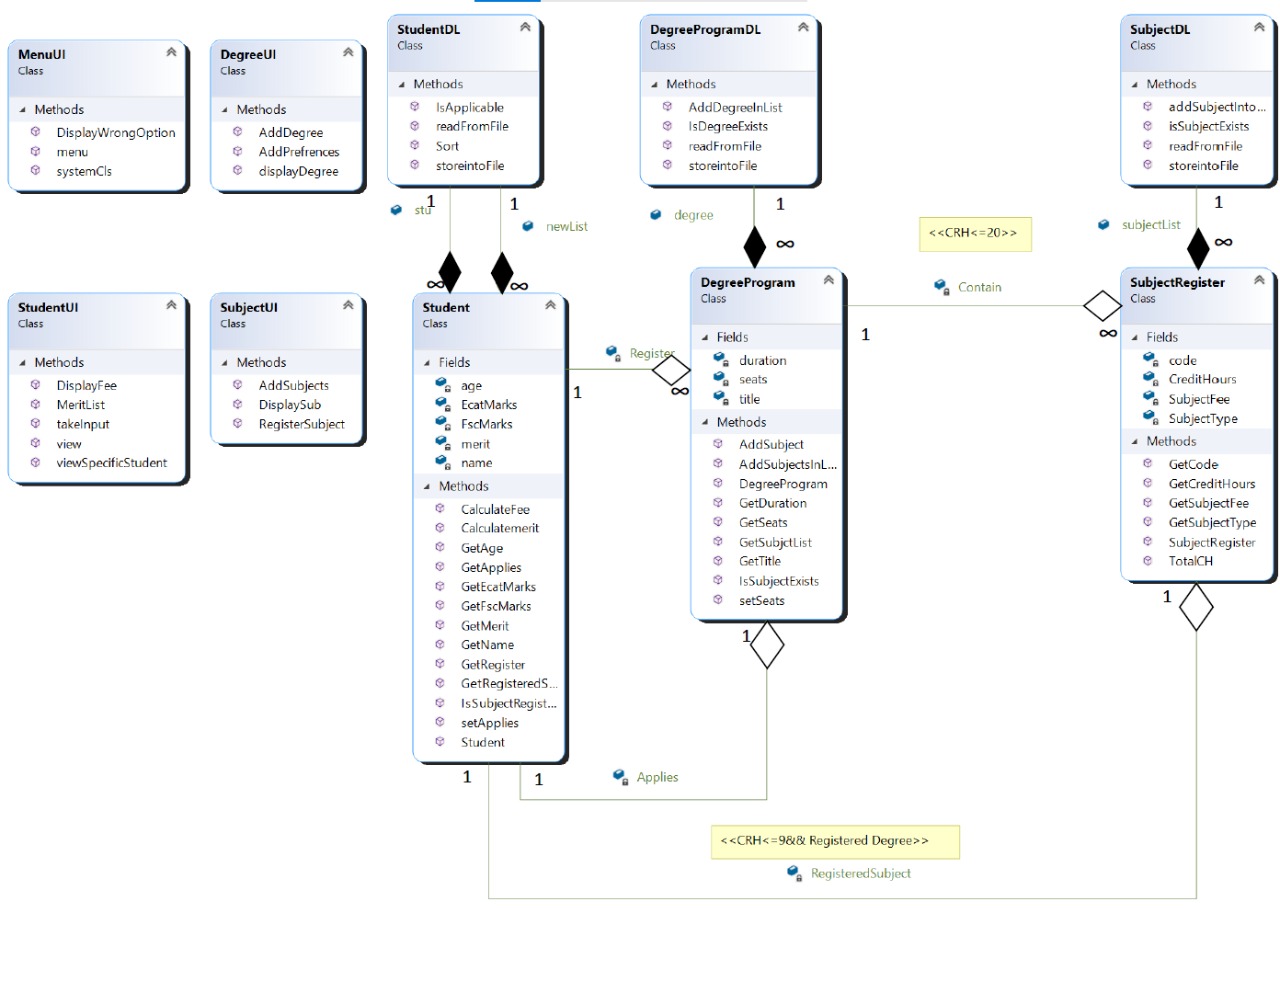 MenuUI
Class
Methods
DisplayWrongOption
menu
systemCls
DegreeUI
Class
Methods
AddDegree
AddPrefrences
displayDegree
StudentDL
Class
Methods
IsApplicable
readFromFile
Sort
storeintoFile
DegreeProgramDL
Class
Methods
AddDegreeInList
IsDegreeExists
readFromFile
storeintoFile
SubjectDL
Class
Methods
addSubjectInto...
isSubjectExists
readFromFile
storeintoFile
1
stu
1
newList
1
degree
∞
<<CRH<=20>>
1
subjectList
∞
∞
∞
StudentUI
Class
Methods
DisplayFee
MeritList
takeInput
view
viewSpecificStudent
SubjectUI
Class
Methods
AddSubjects
DisplaySub
RegisterSubject
Student
Class
Fields
age
EcatMarks
FscMarks
merit
name
Methods
CalculateFee
Calculatemerit
GetAge
GetApplies
GetEcatMarks
GetFscMarks
GetMerit
GetName
GetRegister
GetRegisteredS...
IsSubjectRegist...
setApplies
Student
Register
1
∞
DegreeProgram
Class
Fields
duration
seats
title
Methods
AddSubject
AddSubjectsInL...
DegreeProgram
GetDuration
GetSeats
GetSubjctList
GetTitle
IsSubjectExists
setSeats
Contain
1
∞
SubjectRegister
Class
Fields
code
CreditHours
SubjectFee
SubjectType
Methods
GetCode
GetCreditHours
GetSubjectFee
GetSubjectType
SubjectRegister
TotalCH
1
1
1
1
Applies
<<CRH<=9&& Registered Degree>>
RegisteredSubject